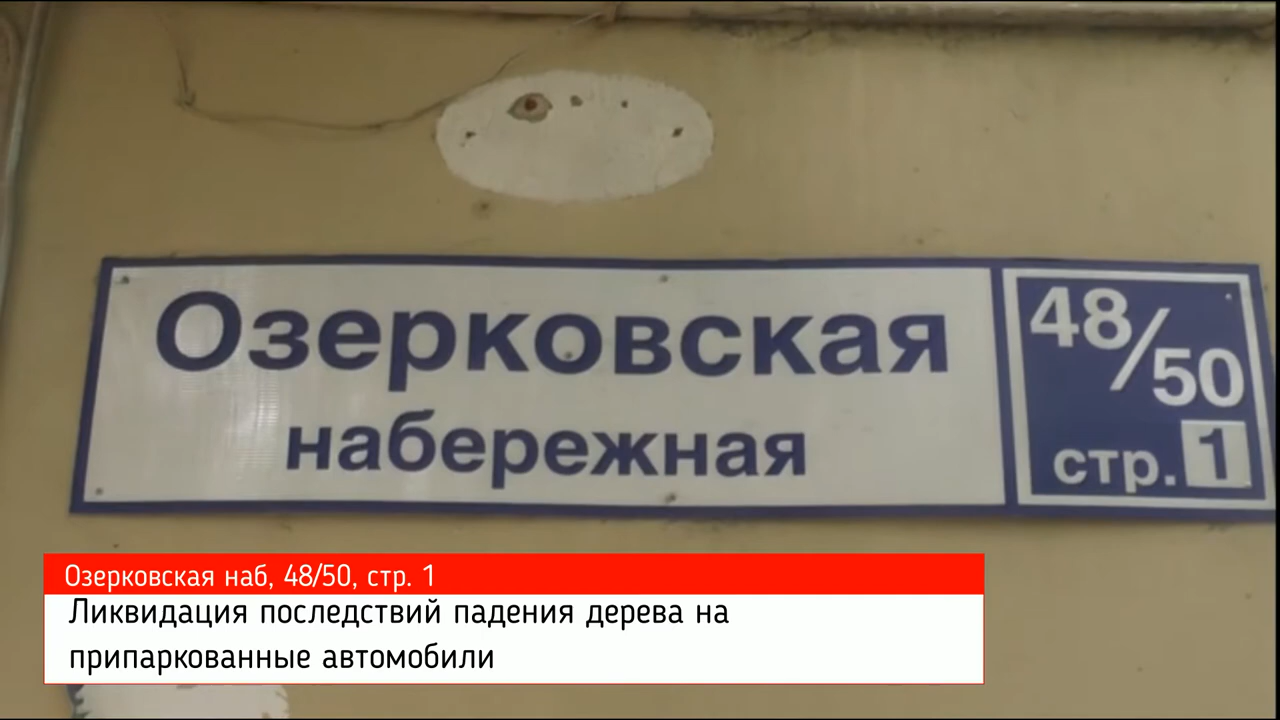 Озерковская
набережная
48/50
стр. 1
Озерковская наб, 48/50, стр. 1
Ликвидация последствий падения дерева на
припаркованные автомобили